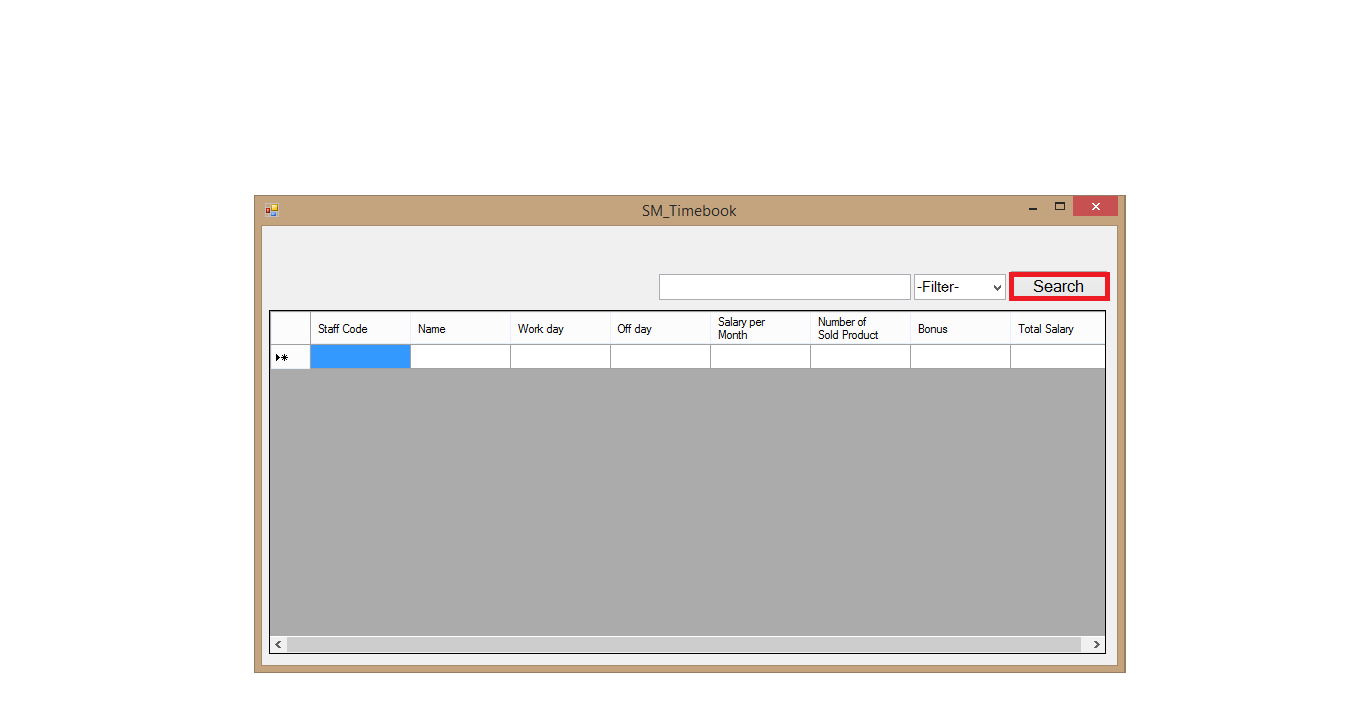 SM_Timebook
-Filter- Search
Staff Code Name Work day Off day Salary per Month Number of Sold Product Bonus Total Salary